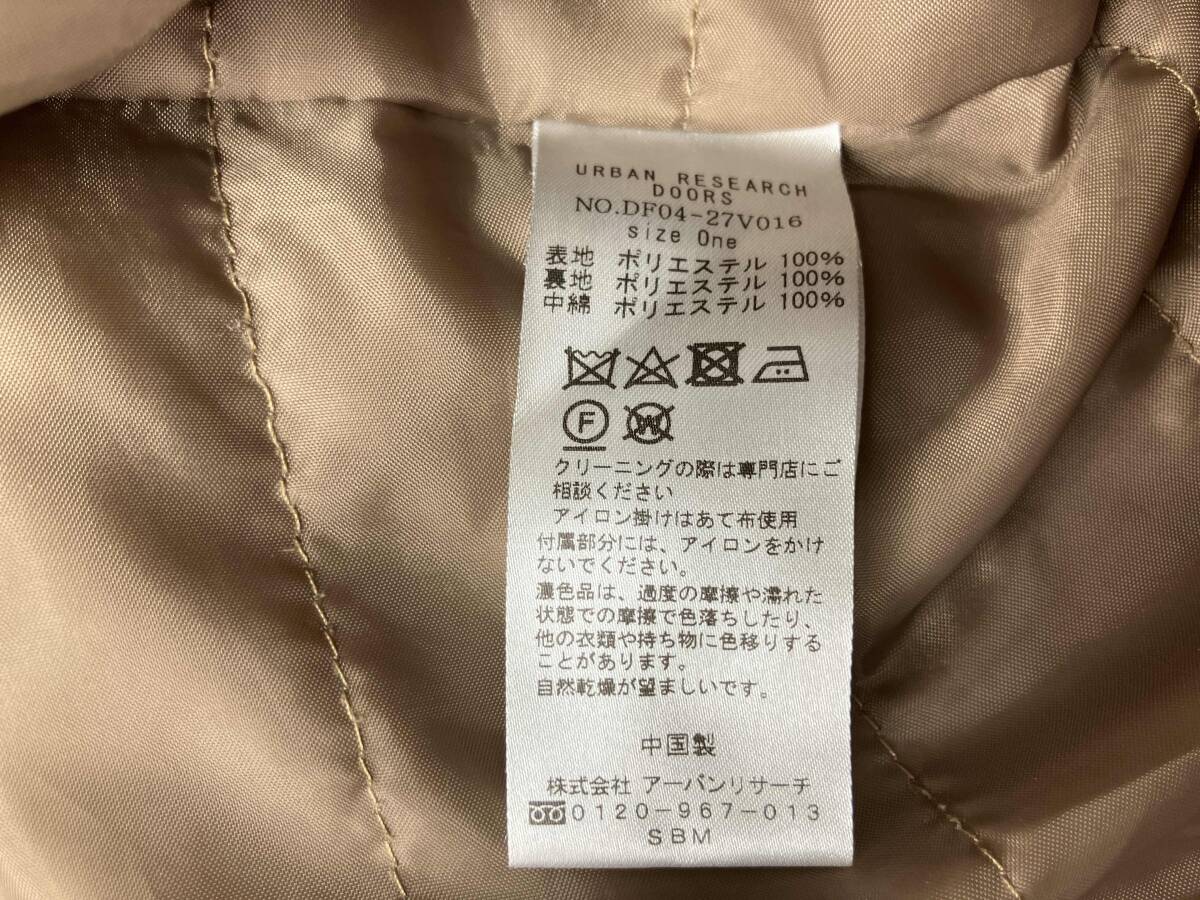 URBAN RESEARCH
DOORS
NO.DF04-27V016
size One
表地 ポリエステル 100%
裏地 ポリエステル 100%
中綿 ポリエステル 100%
F W
クリーニングの際は専門店にご
相談ください
アイロン掛けはあて布使用
付属部分には、アイロンをかけ
ないでください。
濃色品は、過度の摩擦や濡れた
状態での摩擦で色落ちしたり、
他の衣類や持ち物に色移りする
ことがあります。
自然乾燥が望ましいです。
中国製
株式会社 アーバンリサーチ
0120-967-013
SBM